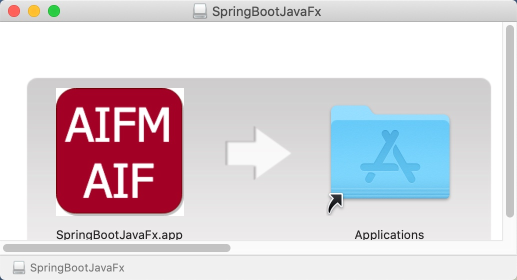 SpringBootJavaFx
AIFM
AIF
SpringBootJavaFx.app
Applications
SpringBootJavaFx